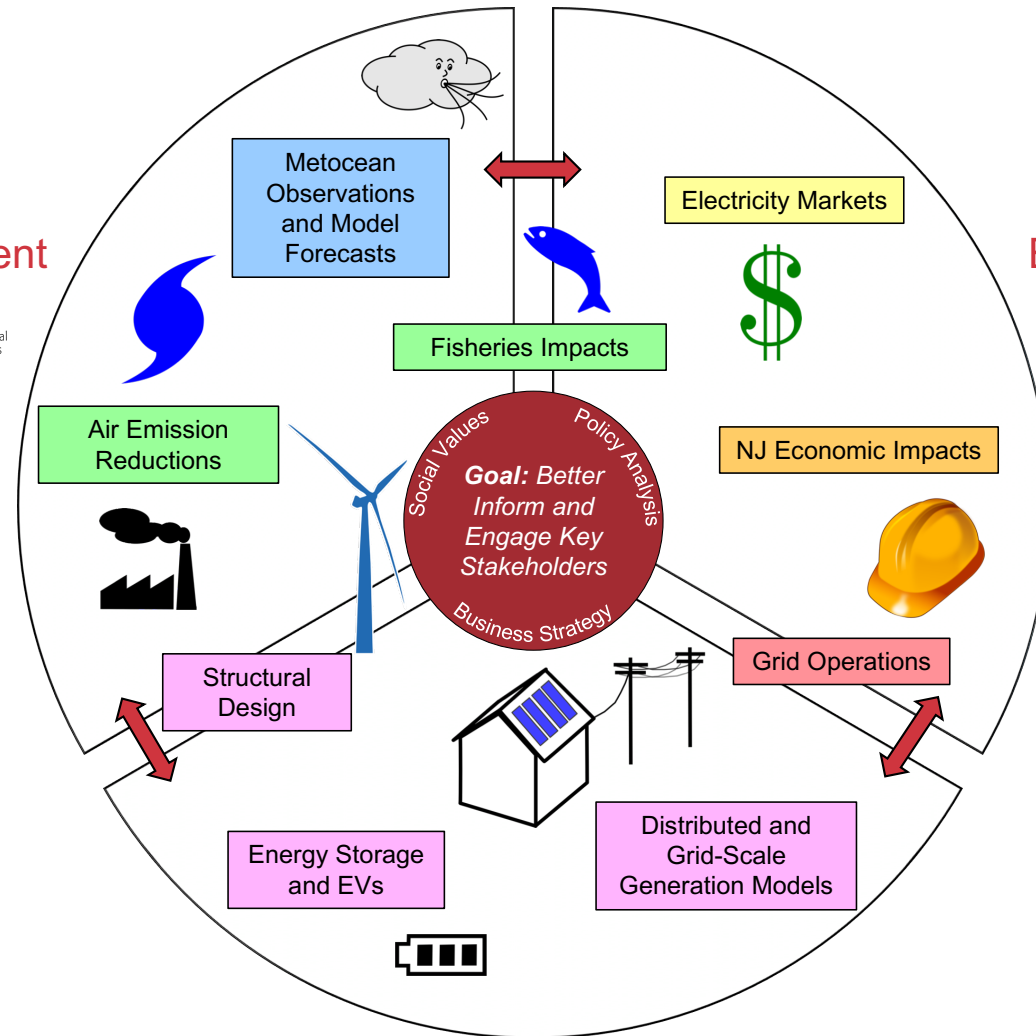 Metocean
Observations
and Model
Forecasts
Electricity Markets
Fisheries Impacts
Air Emission
Reductions
NJ Economic Impacts
Social Values
Policy Analysis
Goal: Better
Inform and
Engage Key
Stakeholders
Business Strategy
Structural
Design
Grid Operations
Energy Storage
and EVs
Distributed and
Grid-Scale
Generation Models